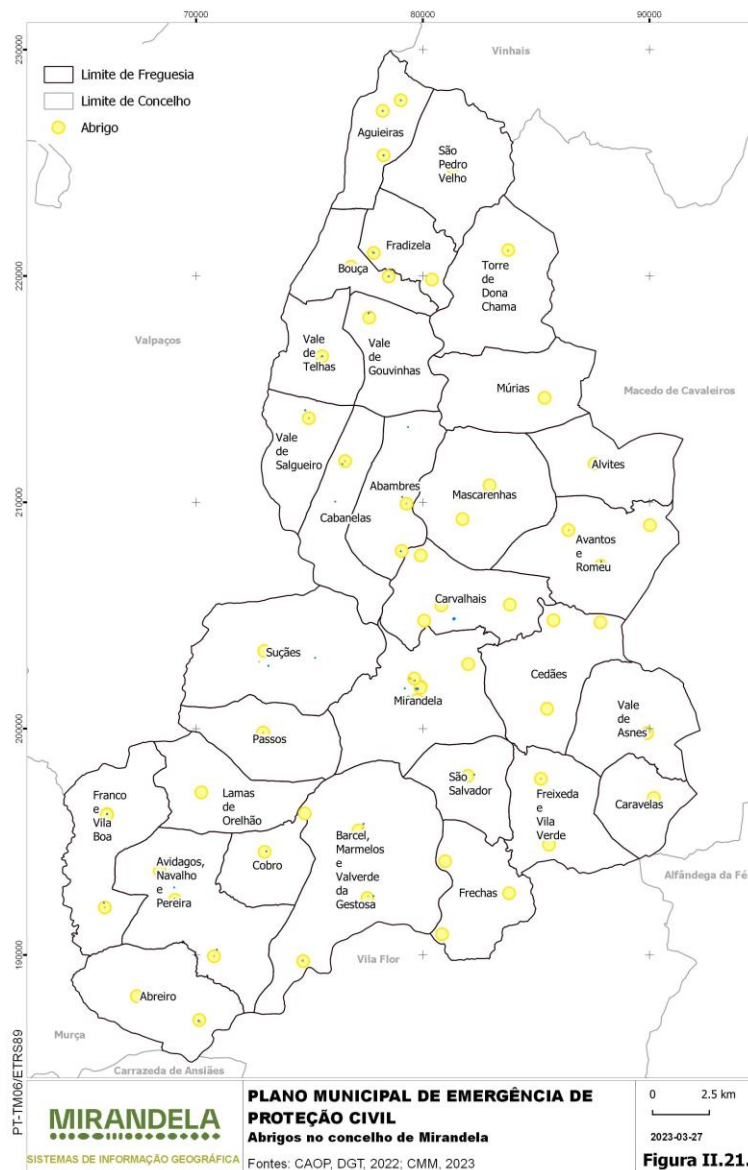 70000
80000
90000
230000
Vinhais
Limite de Freguesia
Limite de Concelho
Abrigo
Aguieiras
São
Pedro
Velho
220000
Fradizela
Bouça
Torre
de
Dona
Chama
Valpaços
Vale
de
Telhas
Vale
de
Gouvinhas
Múrias
Macedo de Cavaleiros
Vale
de
Salgueiro
Alvites
Abambres
Mascarenhas
210000
Cabanelas
Avantos
e
Romeu
Carvalhais
Suçães
Cedães
Mirandela
Vale
de
Asnes
200000
Passos
São
Salvador
Franco
e Vila
Boa
Lamas
de
Orelhão
Freixeda
e Vila
Verde
Caravelas
Barcel,
Marmelos
e
Valverde
da
Gestosa
Avidagos,
Navalho
e
Pereira
Cobro
Alfândega da Fé
Frechas
190000
Vila Flor
Abreiro
Murça
Carrazeda de Ansiães
PT-TM06/ETRS89
MIRANDELA
SISTEMAS DE INFORMAÇÃO GEOGRÁFICA
PLANO MUNICIPAL DE EMERGÊNCIA DE
PROTEÇÃO CIVIL
Abrigos no concelho de Mirandela
Fontes: CAOP, DGT, 2022; CMM, 2023
0 2.5 km
2023-03-27
Figura II.21.